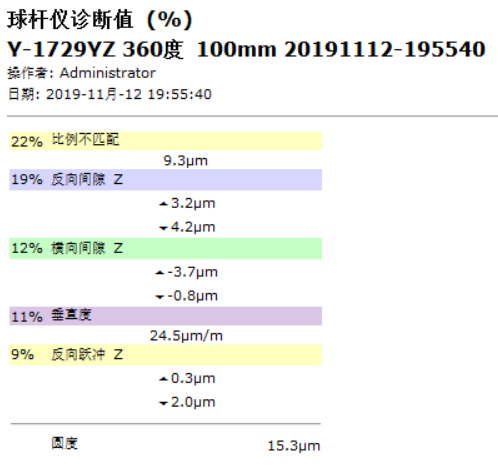 球杆仪诊断值 (%)
Y-1729YZ 360度 100mm 20191112-195540
操作者: Administrator
日期: 2019-11月-12 19:55:40
22% 比例不匹配
9.3μm
19% 反向间隙 Z
▲3.2μm
▼4.2μm
12% 横向间隙 Z
▲-3.7μm
▼-0.8μm
11% 垂直度
24.5μm/m
9% 反向跃冲 Z
▲0.3μm
▼2.0μm
圆度 15.3μm